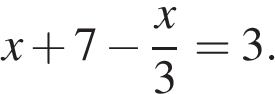 x + 7 − x/3 = 3.